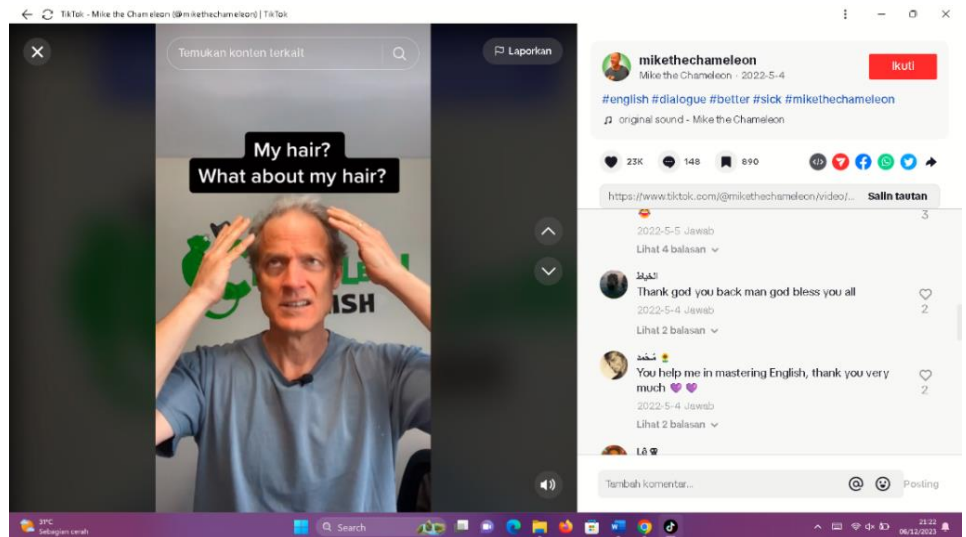 TikTok - Mike the Chameleon (@mikethechameleon) | TikTok
Temukan konten terkait
Laporkan
My hair?
What about my hair?
ISH
mikethechameleon
Mike the Chameleon · 2022-5-4
Ikuti
#english #dialogue #better #sick #mikethechameleon
original sound - Mike the Chameleon
23K
148
890
https://www.tiktok.com/@mikethechameleon/video/...
Salin tautan
3
2022-5-5 Jawab
Lihat 4 balasan
الخياط
Thank god you back man god bless you all
2
2022-5-4 Jawab
Lihat 2 balasan
You help me in mastering English, thank you very
much 💜 💜
2
2022-5-4 Jawab
Lihat 2 balasan
Lê
Tambah komentar...
Posting
31°C
Sebagian cerah
Search
21:22
06/12/2023